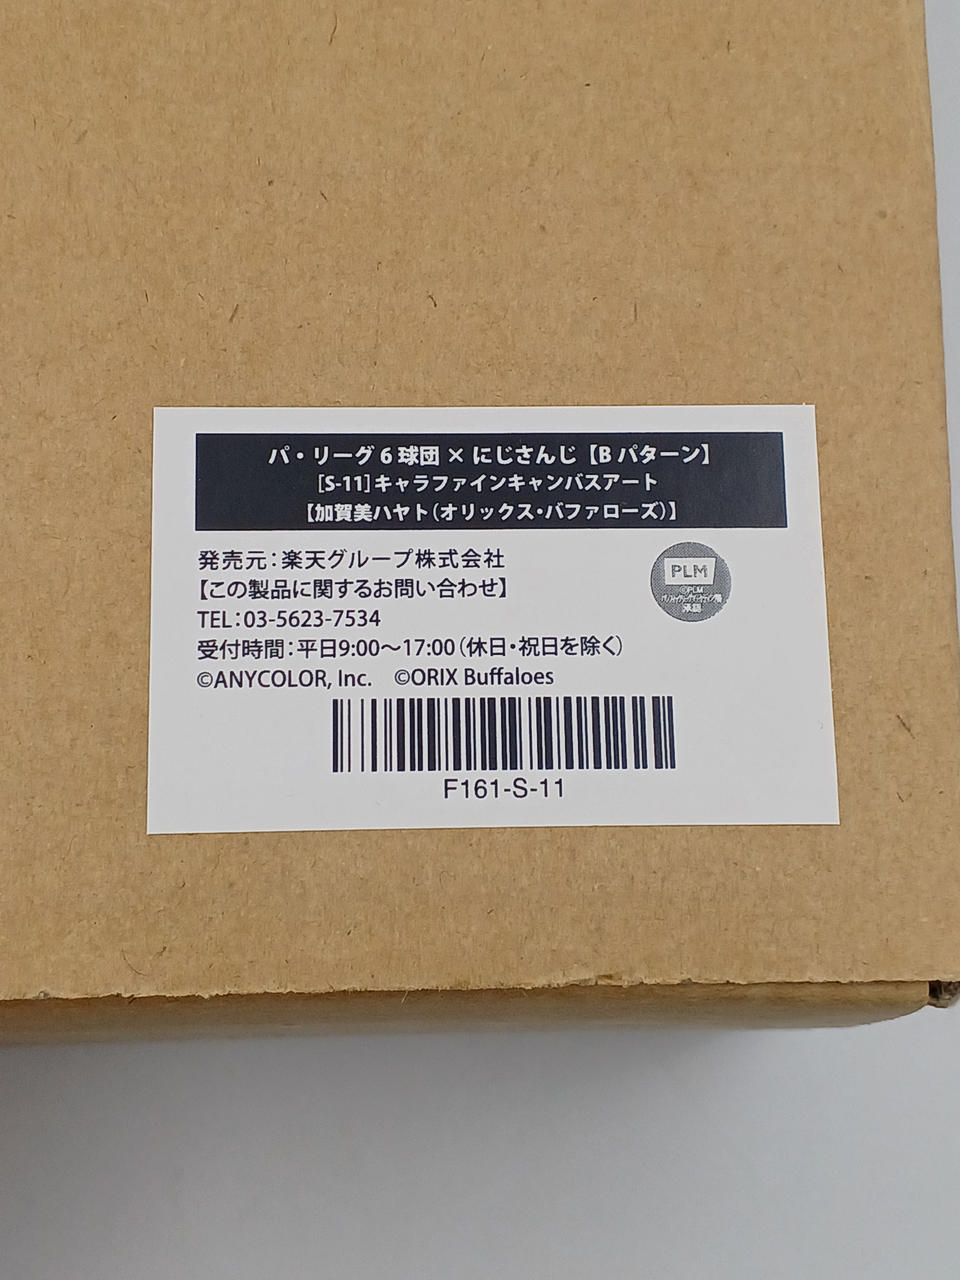 パ・リーグ6球団×にじさんじ【Bパターン】
[S-11]キャラファインキャンバスアート
【加賀美ハヤト(オリックス・バファローズ)】
発売元:楽天グループ株式会社
【この製品に関するお問い合わせ】
TEL:03-5623-7534
受付時間:平日9:00〜17:00(休日・祝日を除く)
©ANYCOLOR, Inc. ©ORIX Buffaloes
PLM
©PLM
承認
F161-S-11